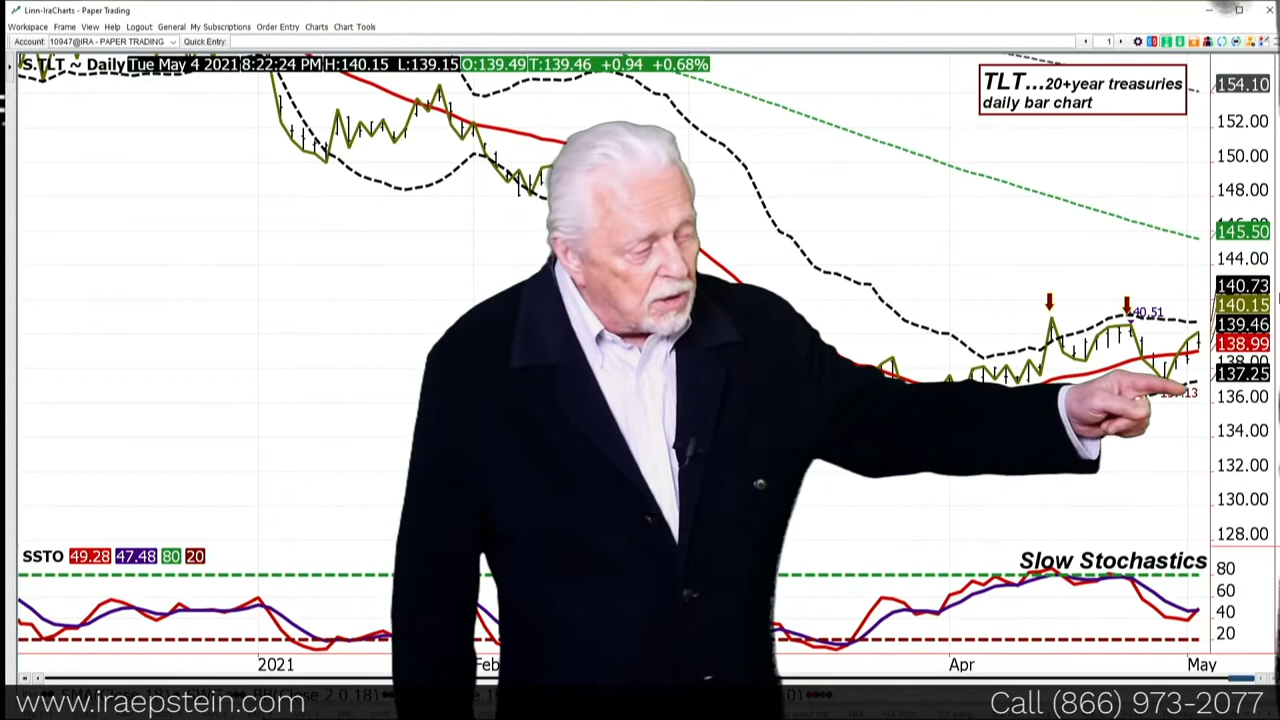 Linn-IraCharts - Paper Trading
Workspace Frame View Help Logout General My Subscriptions Order Entry Charts Chart Tools
Account: 10947@IRA - PAPER TRADING Quick Entry:
1
S.TLT ~ Daily Tue May 4 2021 8:22:24 PM H:140.15 L:139.15 O:139.49 T:139.46 +0.94 +0.68%
TLT...20+year treasuries
daily bar chart
154.10
152.00
150.00
148.00
145.50
144.00
140.73
140.15
40.51
139.46
138.99
138.00
137.25
136.00
134.00
132.00
130.00
128.00
SSTO 49.28 47.48 80 20
Slow Stochastics
80
60
40
20
2021 Feb Apr May
www.iraepstein.com
Call (866) 973-2077